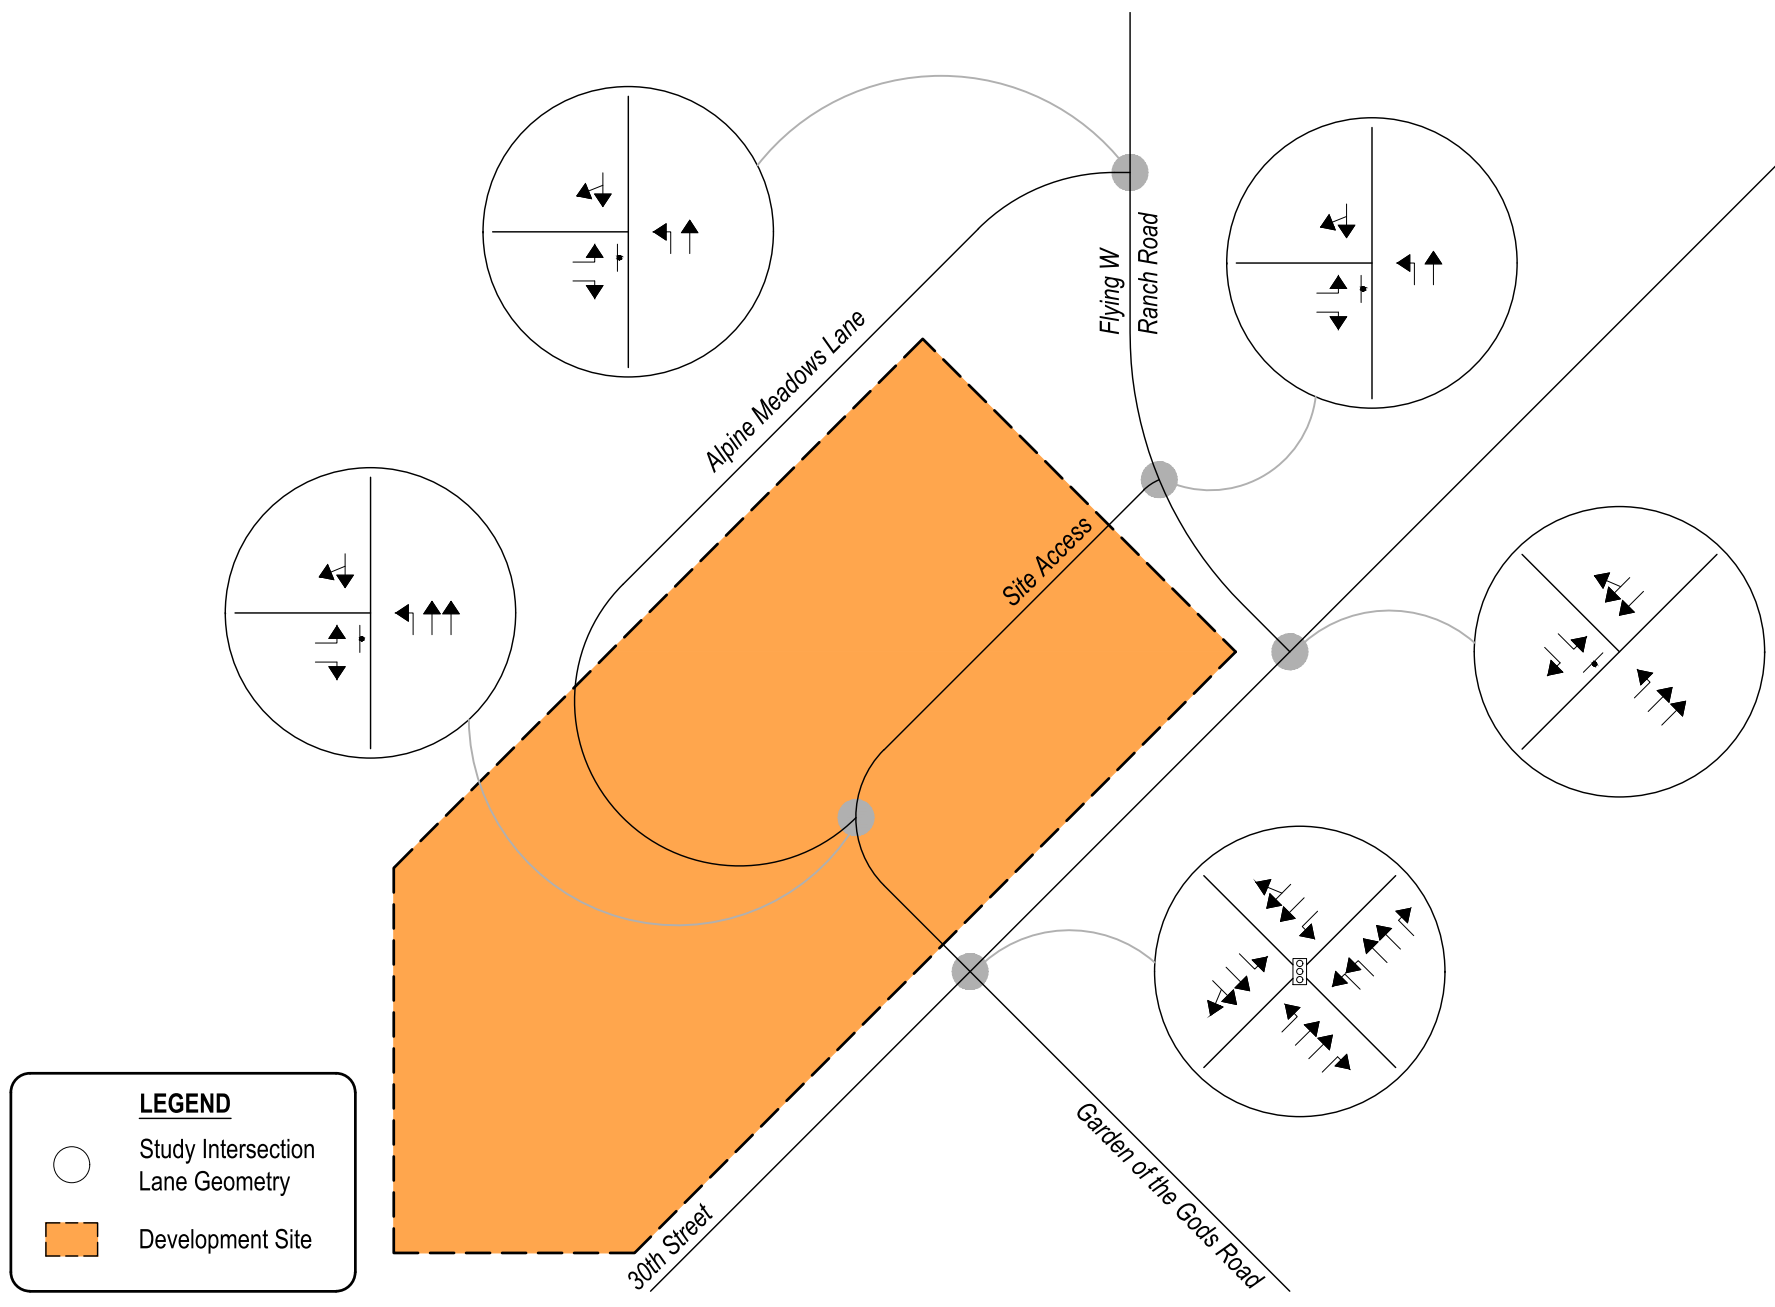 Flying W
Ranch Road
Alpine Meadows Lane
Site Access
30th Street
Garden of the Gods Road
LEGEND
Study Intersection
Lane Geometry
Development Site